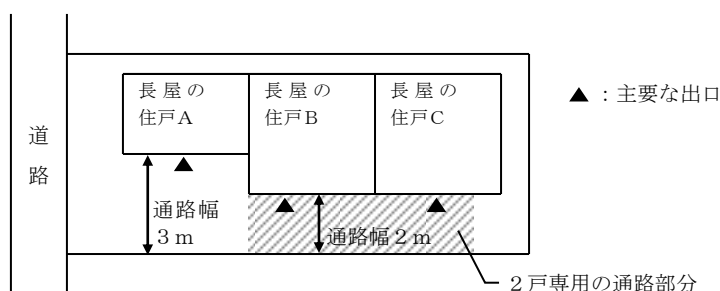 道
路
長屋の
住戸A
長屋の
住戸B
長屋の
住戸C
▲：主要な出口
通路幅
３ｍ
通路幅２ｍ
２戸専用の通路部分